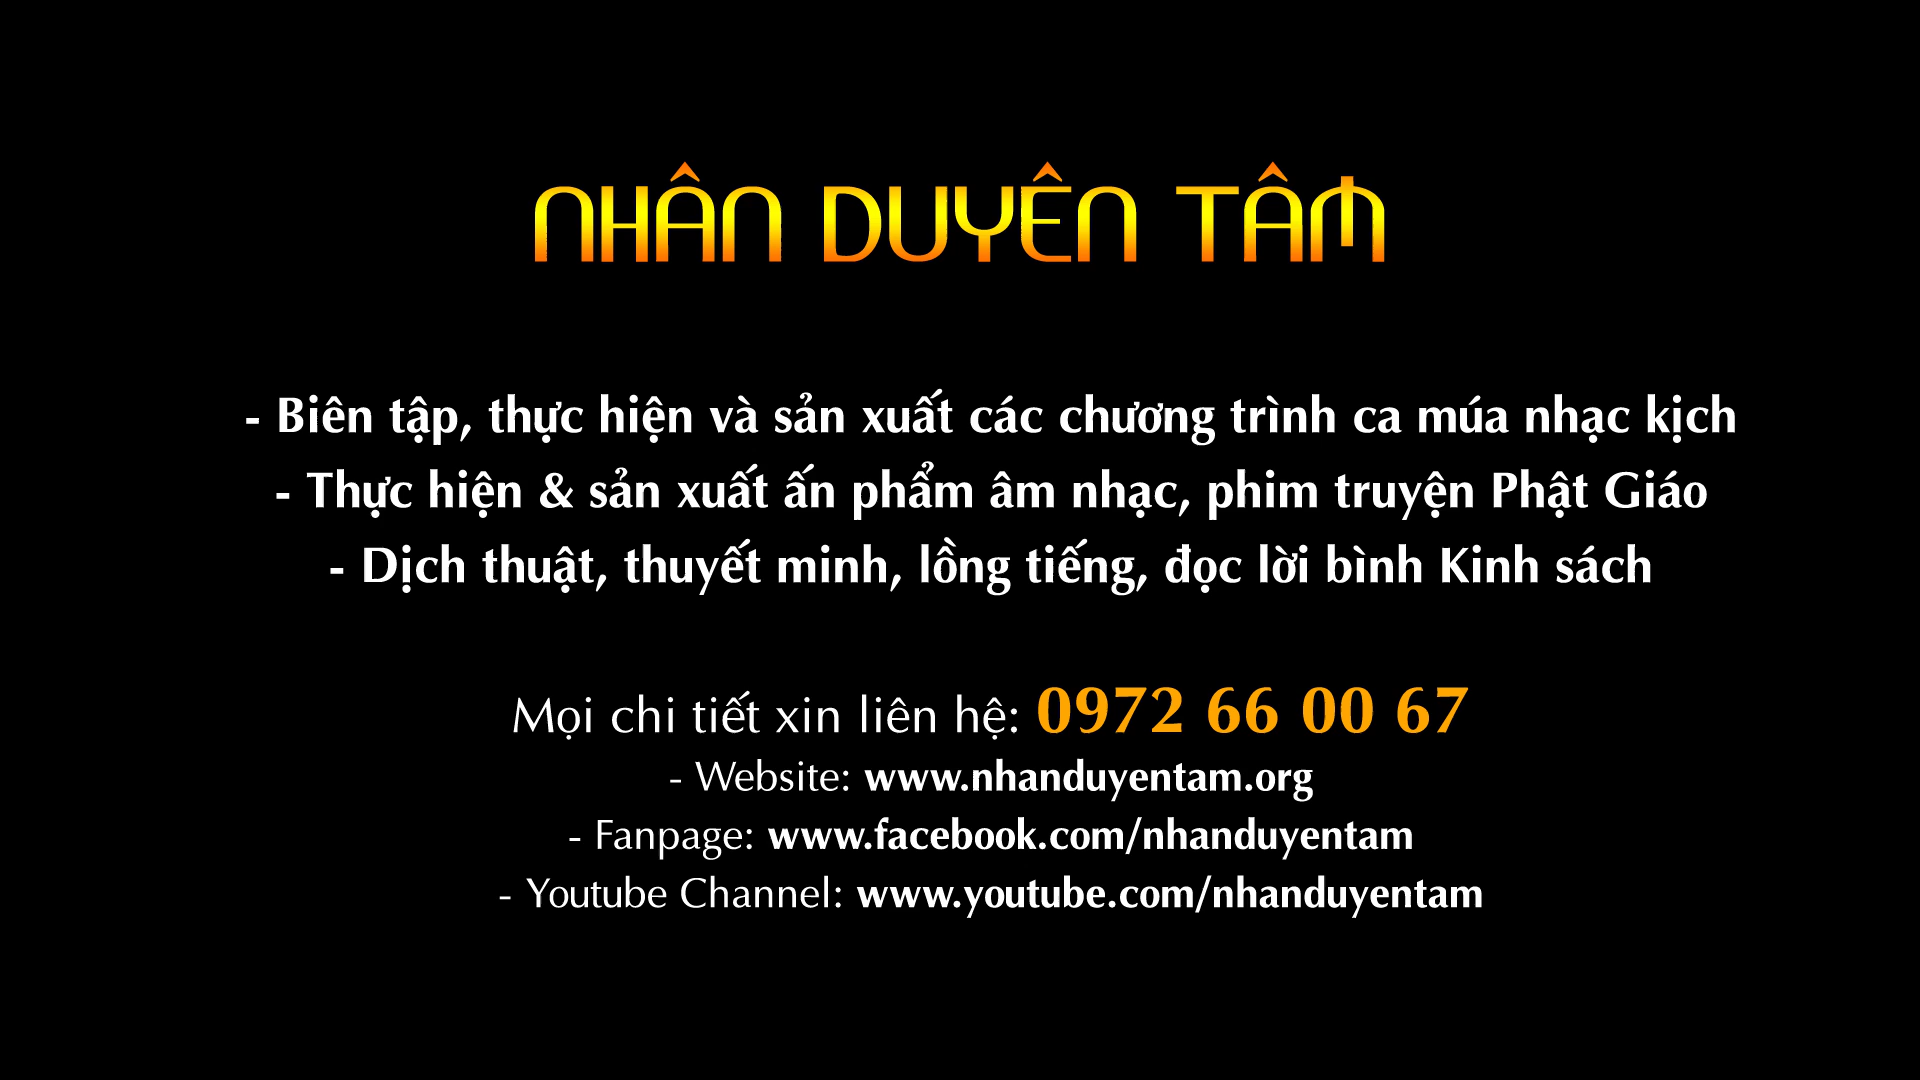 NHÂN DUYÊN TÂM
- Biên tập, thực hiện và sản xuất các chương trình ca múa nhạc kịch
- Thực hiện & sản xuất ấn phẩm âm nhạc, phim truyện Phật Giáo
- Dịch thuật, thuyết minh, lồng tiếng, đọc lời bình Kinh sách
Mọi chi tiết xin liên hệ: 0972 66 00 67
- Website: www.nhanduyentam.org
- Fanpage: www.facebook.com/nhanduyentam
- Youtube Channel: www.youtube.com/nhanduyentam